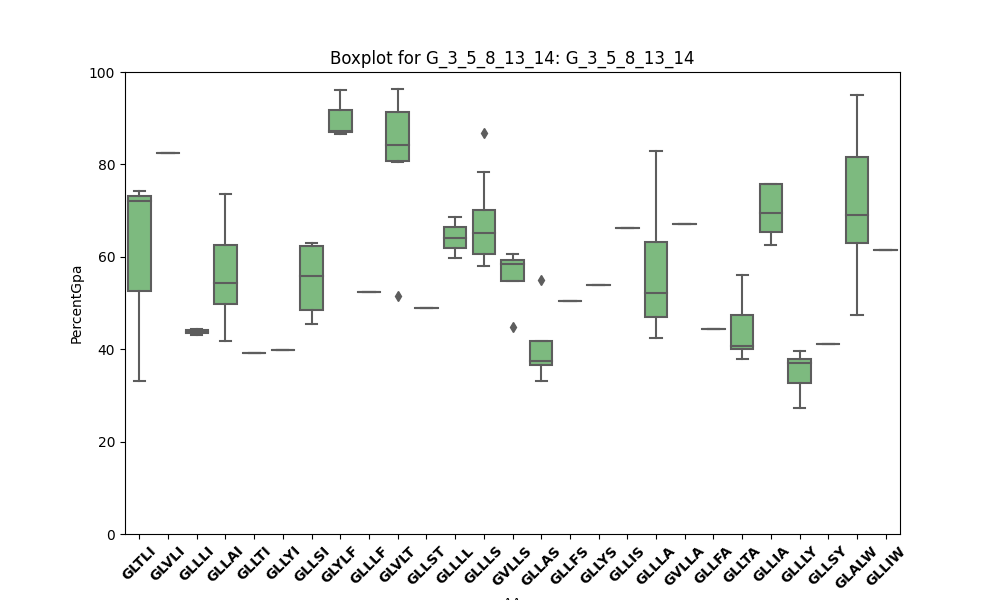 Boxplot for G_3_5_8_13_14: G_3_5_8_13_14
PercentGpa
100
80
60
40
20
0
GLTLI
GLVLI
GLLLI
GLLAI
GLLTI
GLLYI
GLLSI
GLYLF
GLLLF
GLVLT
GLLST
GLLLL
GLLLS
GVLLS
GLLAS
GLLFS
GLLYS
GLLIS
GLLLA
GVLLA
GLLFA
GLLTA
GLLIA
GLLLY
GLLSY
GLALW
GLLIW